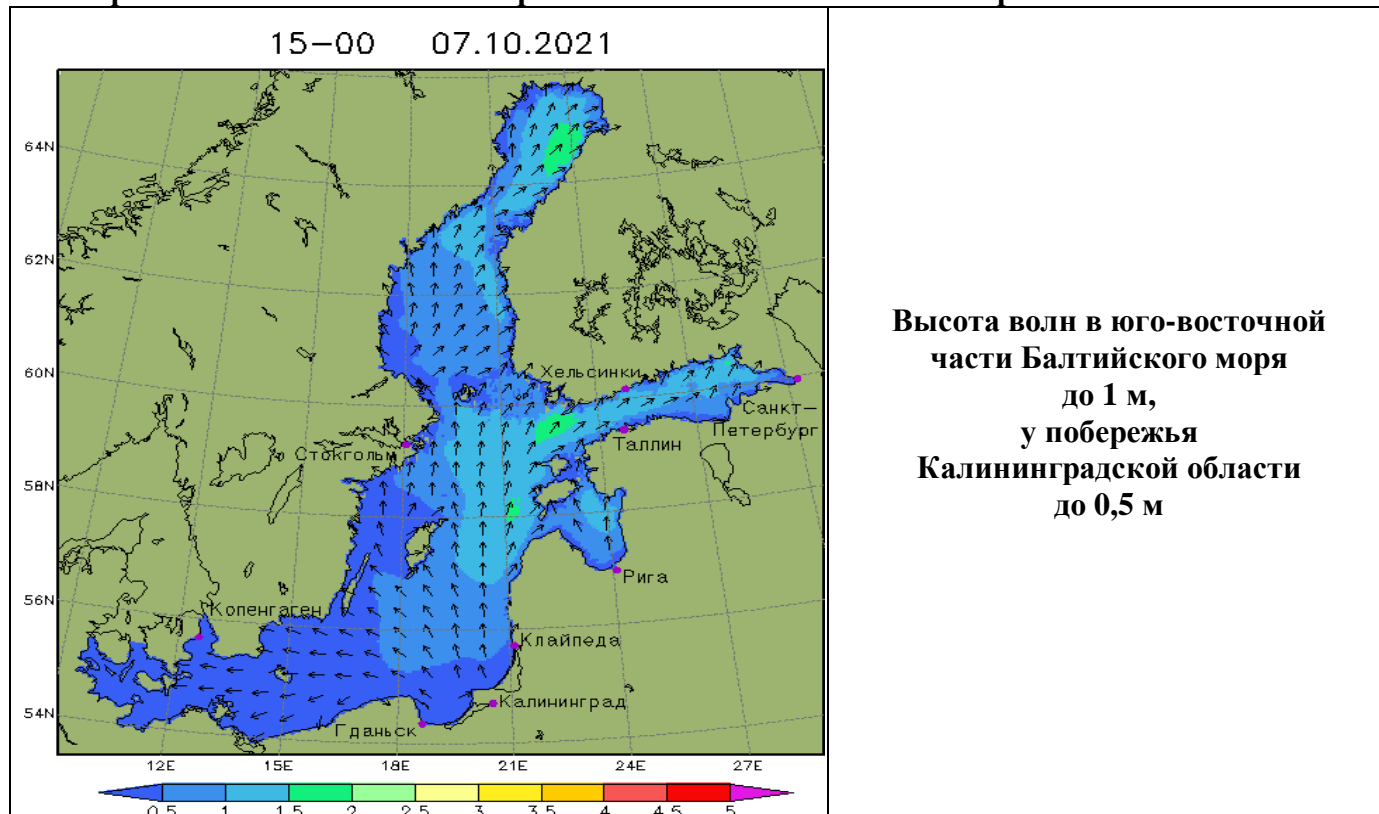 15-00 07.10.2021
64N
62N
60N
58N
56N
54N
12E 15E 18E 21E 24E 27E
Хельсинки
Санкт-
Петербург
Таллин
Стокгольм
Рига
Копенгаген
Клайпеда
Калининград
Гданьск
0.5 1 1.5 2 2.5 3 3.5 4 4.5 5
Высота волн в юго-восточной
части Балтийского моря
до 1 м,
у побережья
Калининградской области
до 0,5 м